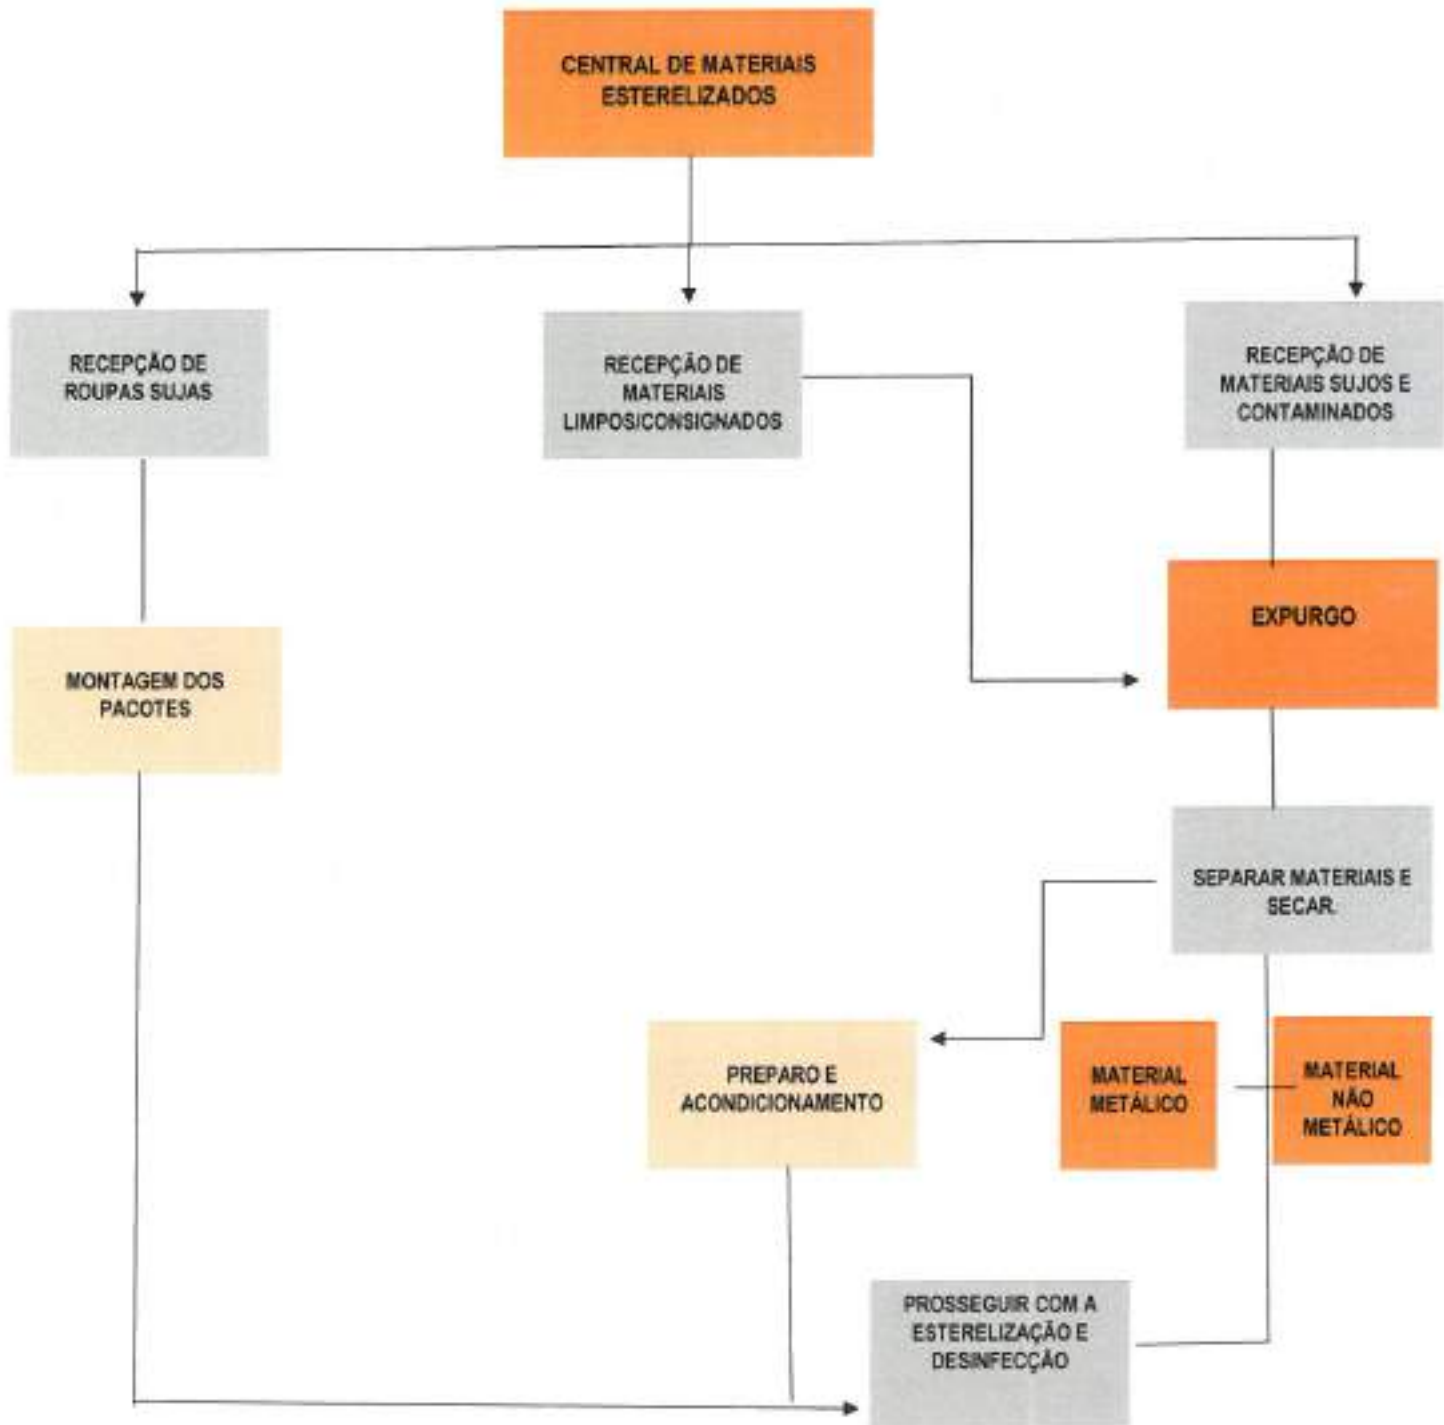 CENTRAL DE MATERIAIS
ESTERELIZADOS
RECEPÇÃO DE
ROUPAS SUJAS
RECEPÇÃO DE
MATERIAIS
LIMPOS/CONSIGNADOS
RECEPÇÃO DE
MATERIAIS SUJOS E
CONTAMINADOS
EXPURGO
MONTAGEM DOS
PACOTES
SEPARAR MATERIAIS E
SECAR.
PREPARO E
ACONDICIONAMENTO
MATERIAL
METÁLICO
MATERIAL
NÃO
METÁLICO
PROSSEGUIR COM A
ESTERELIZAÇÃO E
DESINFECÇÃO